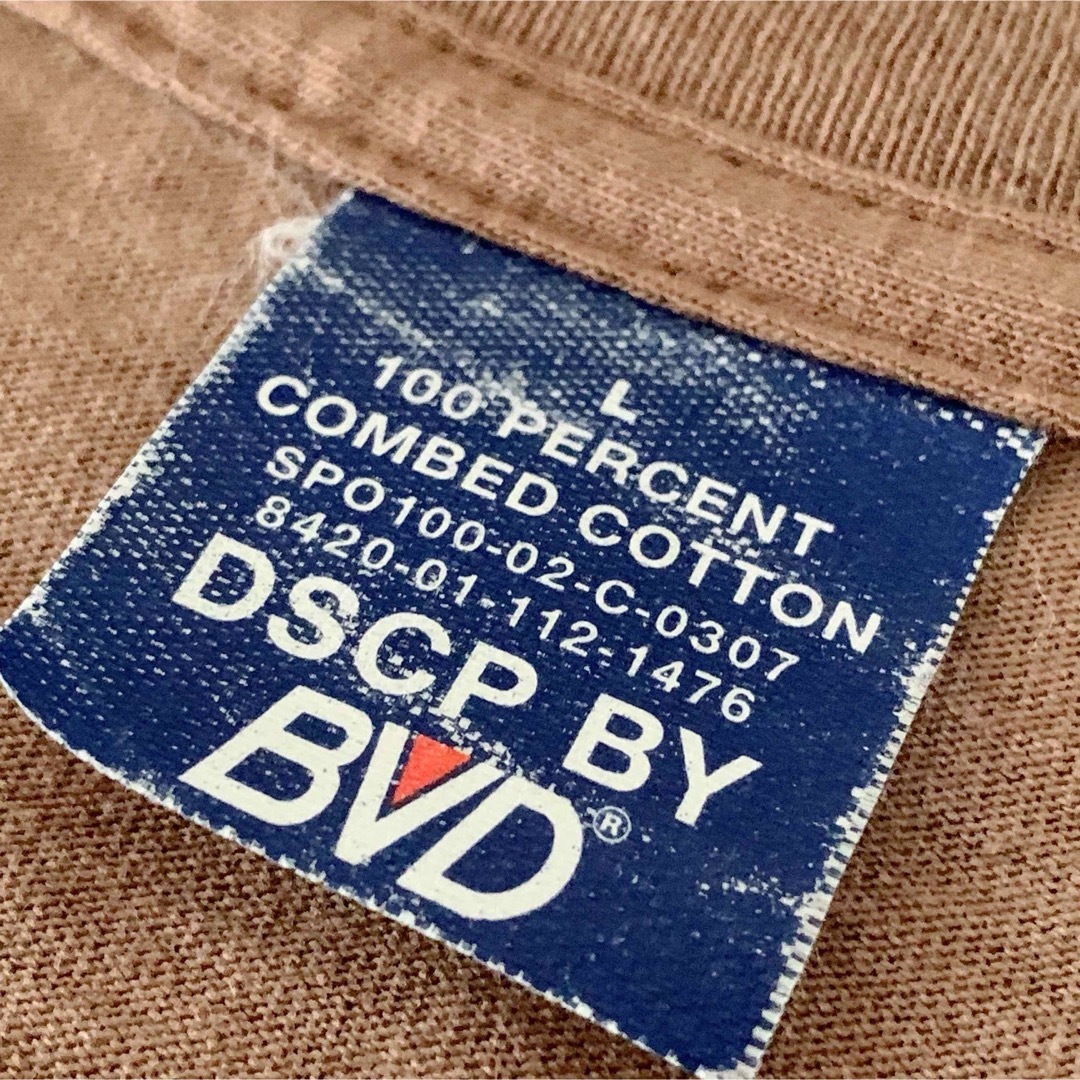 L
100 PERCENT
COMBED COTTON
SPO100-02-C-0307
8420-01-112-1476
DSCP BY
BVD®